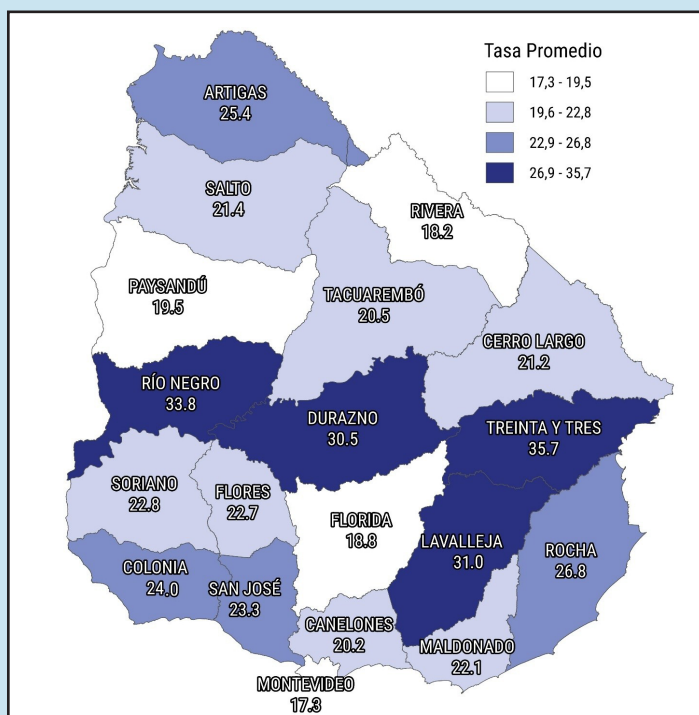 Tasa Promedio
17,3 - 19,5
19,6 - 22,8
22,9 - 26,8
26,9 - 35,7
ARTIGAS
25.4
SALTO
21.4
RIVERA
18.2
PAYSANDÚ
19.5
TACUAREMBÓ
20.5
CERRO LARGO
21.2
RÍO NEGRO
33.8
DURAZNO
30.5
TREINTA Y TRES
35.7
SORIANO
22.8
FLORES
22.7
FLORIDA
18.8
LAVALLEJA
31.0
ROCHA
26.8
COLONIA
24.0
SAN JOSÉ
23.3
CANELONES
20.2
MALDONADO
22.1
MONTEVIDEO
17.3